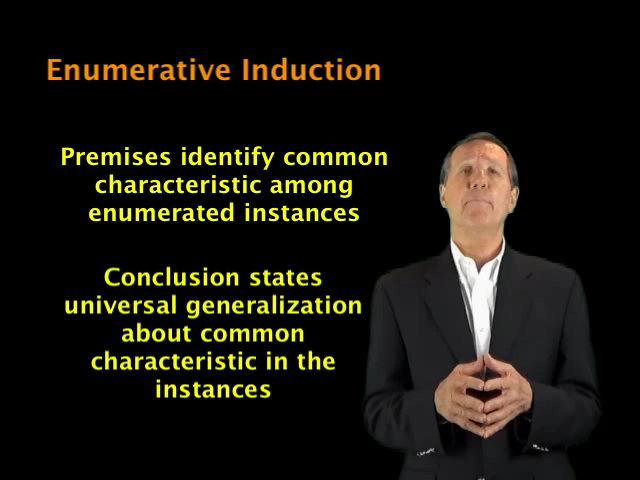 Enumerative Induction
Premises identify common
characteristic among
enumerated instances
Conclusion states
universal generalization
about common
characteristic in the
instances